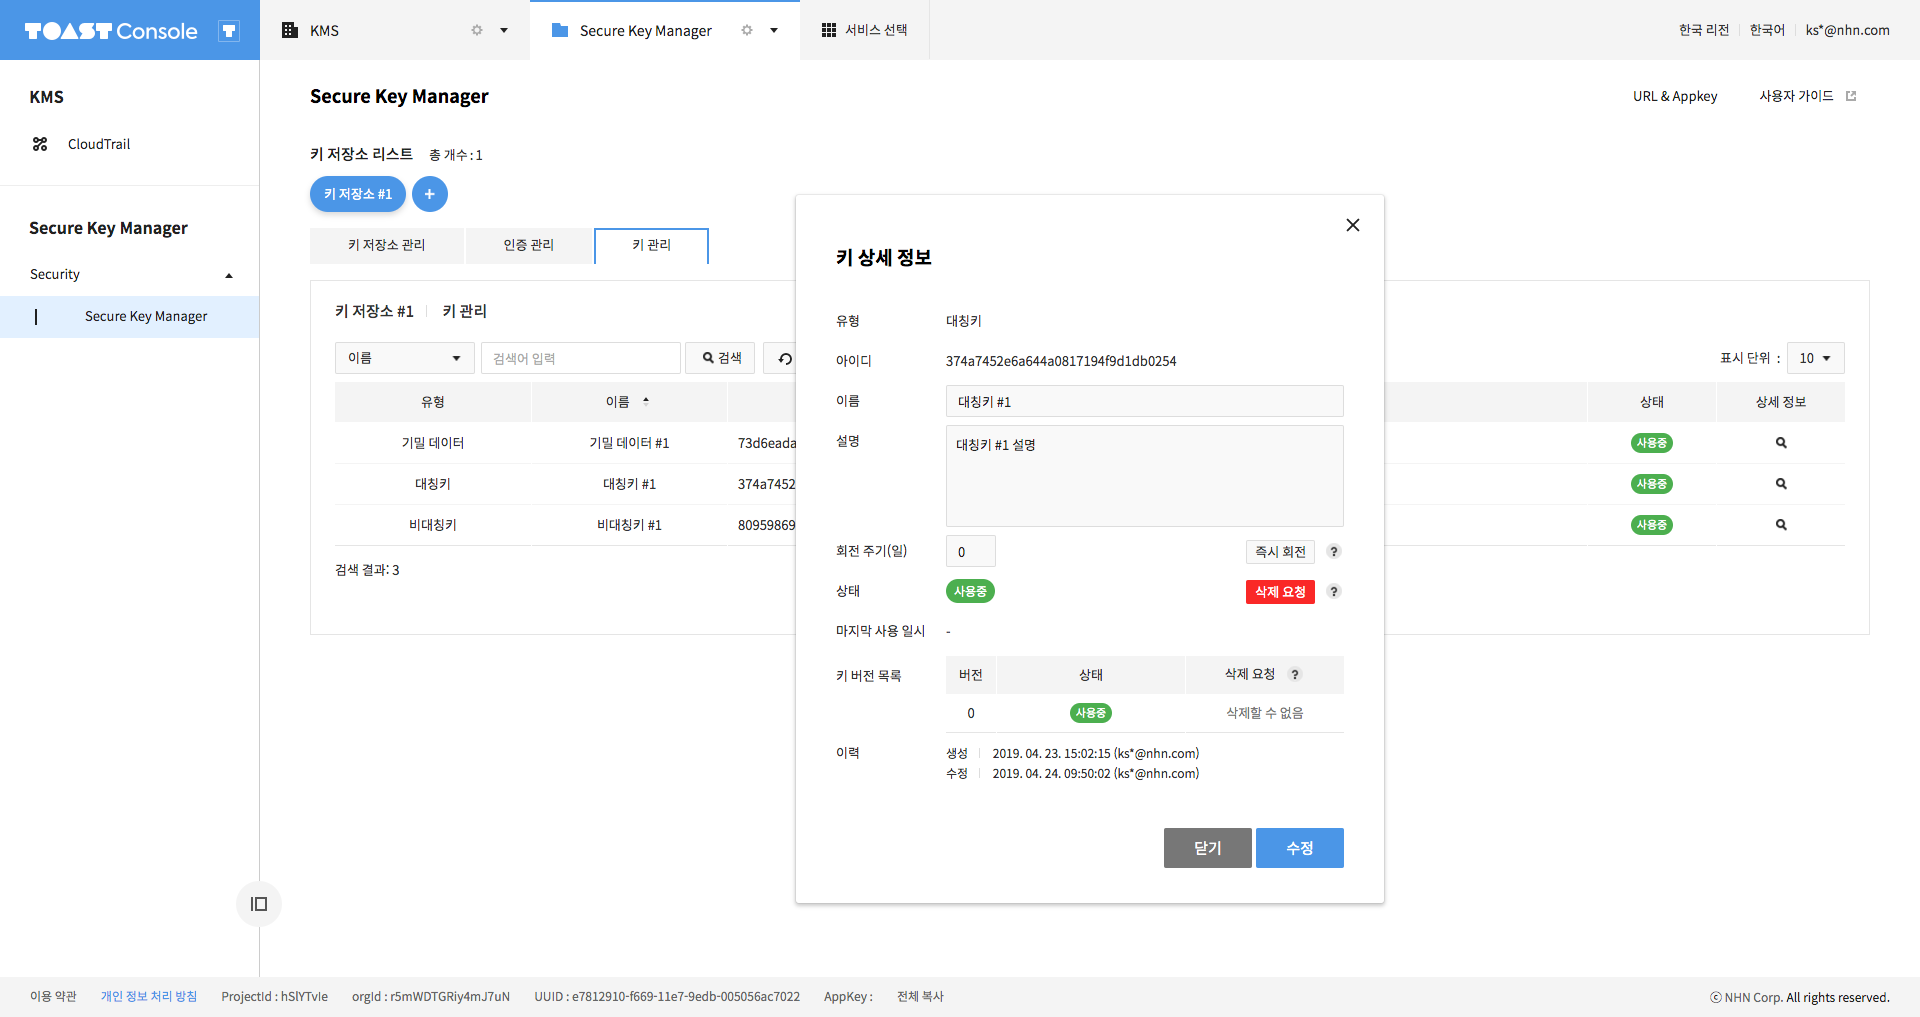 TOAST Console
KMS
Secure Key Manager
서비스 선택
한국 리전
한국어
ks*@nhn.com
KMS
CloudTrail
Secure Key Manager
Security
Secure Key Manager
Secure Key Manager
URL & Appkey
사용자 가이드
키 저장소 리스트 총 개수 : 1
키 저장소 #1
+
키 저장소 관리
인증 관리
키 관리
키 저장소 #1 키 관리
이름
검색어 입력
검색
표시 단위 : 10
유형 이름 상태 상세 정보
기밀 데이터 기밀 데이터 #1 73d6eada 사용중
대칭키 대칭키 #1 374a7452 사용중
비대칭키 비대칭키 #1 80959869 사용중
검색 결과: 3
키 상세 정보
유형 대칭키
아이디 374a7452e6a644a0817194f9d1db0254
이름 대칭키 #1
설명 대칭키 #1 설명
회전 주기(일) 0 즉시 회전 ?
상태 사용중 삭제 요청 ?
마지막 사용 일시 -
키 버전 목록 버전 상태 삭제 요청 ?
0 사용중 삭제할 수 없음
이력 생성 2019. 04. 23. 15:02:15 (ks*@nhn.com)
수정 2019. 04. 24. 09:50:02 (ks*@nhn.com)
닫기
수정
이용 약관 개인 정보 처리 방침 ProjectId : hSlYTvIe orgId : r5mWDTGRiy4mJ7uN UUID : e7812910-f669-11e7-9edb-005056ac7022 AppKey : 전체 복사
ⓒ NHN Corp. All rights reserved.